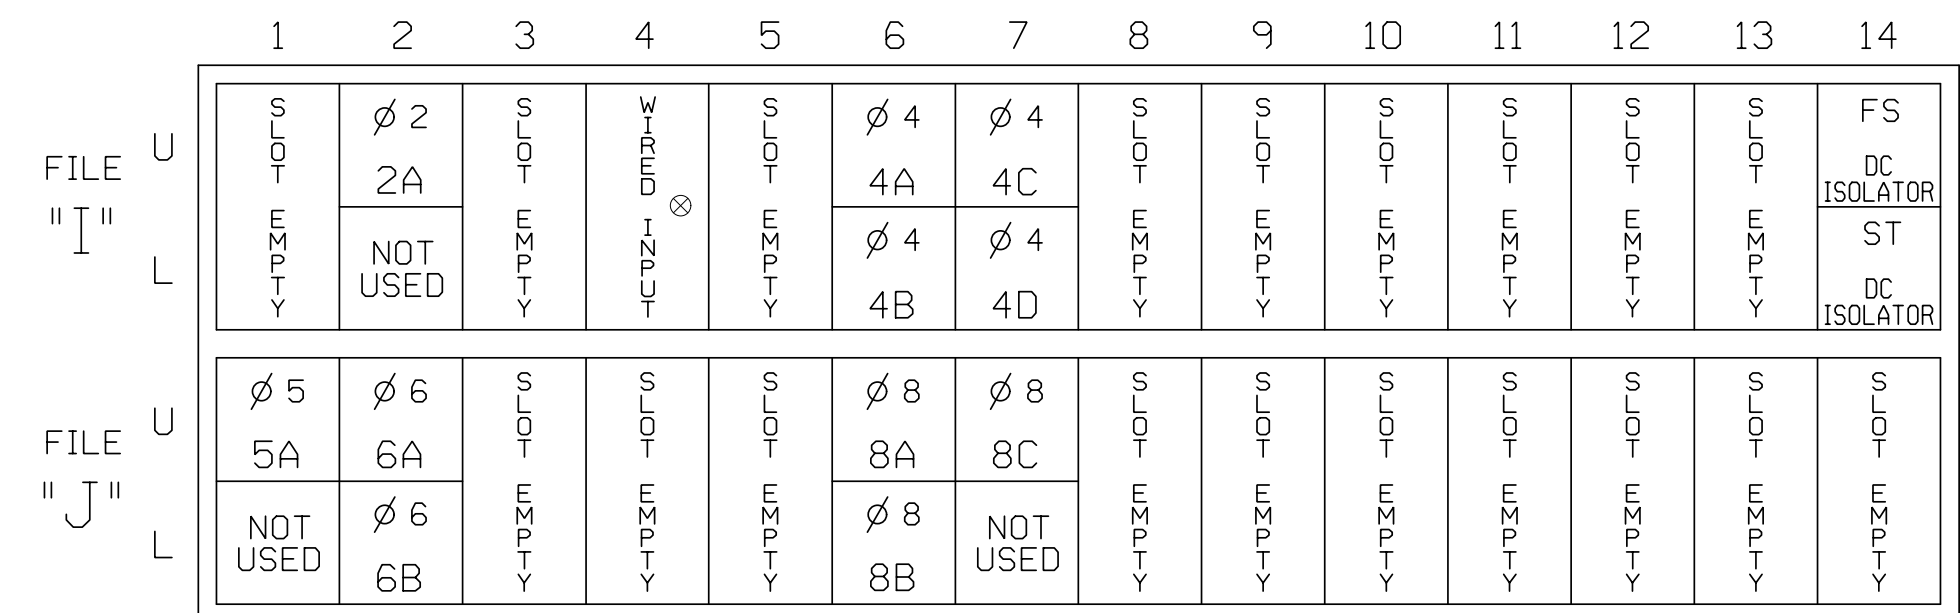 1 2 3 4 5 6 7 8 9 10 11 12 13 14
FILE
"I"
U
L
SLOT EMPTY
ø 2
2A
NOT
USED
SLOT EMPTY
WIRED INPUT
SLOT EMPTY
ø 4
4A
ø 4
4B
ø 4
4C
ø 4
4D
SLOT EMPTY
SLOT EMPTY
SLOT EMPTY
SLOT EMPTY
SLOT EMPTY
SLOT EMPTY
FS
DC
ISOLATOR
ST
DC
ISOLATOR
FILE
"J"
U
L
ø 5
5A
NOT
USED
ø 6
6A
ø 6
6B
SLOT EMPTY
SLOT EMPTY
SLOT EMPTY
ø 8
8A
ø 8
8B
ø 8
8C
NOT
USED
SLOT EMPTY
SLOT EMPTY
SLOT EMPTY
SLOT EMPTY
SLOT EMPTY
SLOT EMPTY
SLOT EMPTY